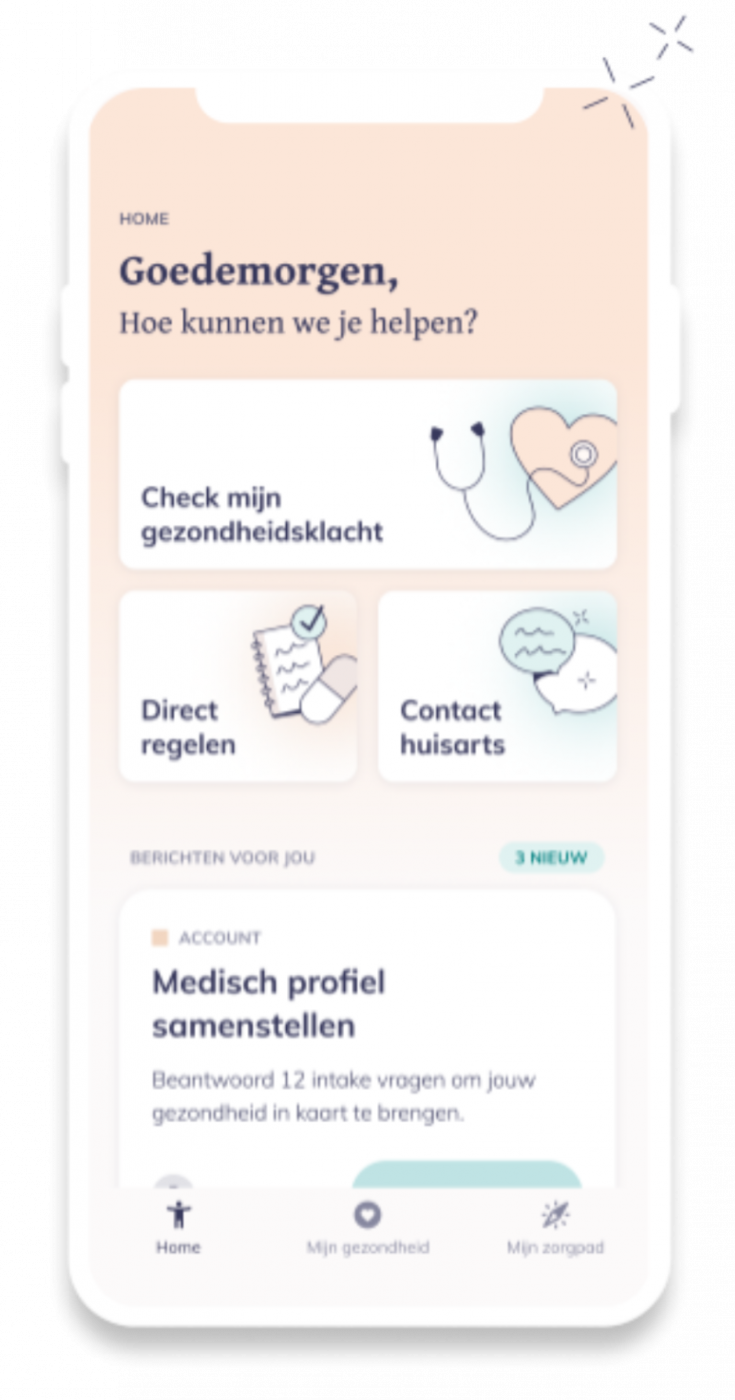 HOME
Goedemorgen,
Hoe kunnen we je helpen?
Check mijn
gezondheidsklacht
Direct
regelen
Contact
huisarts
BERICHTEN VOOR JOU
3 NIEUW
ACCOUNT
Medisch profiel
samenstellen
Beantwoord 12 intake vragen om jouw
gezondheid in kaart te brengen.
Home
Mijn gezondheid
Mijn zorgpad